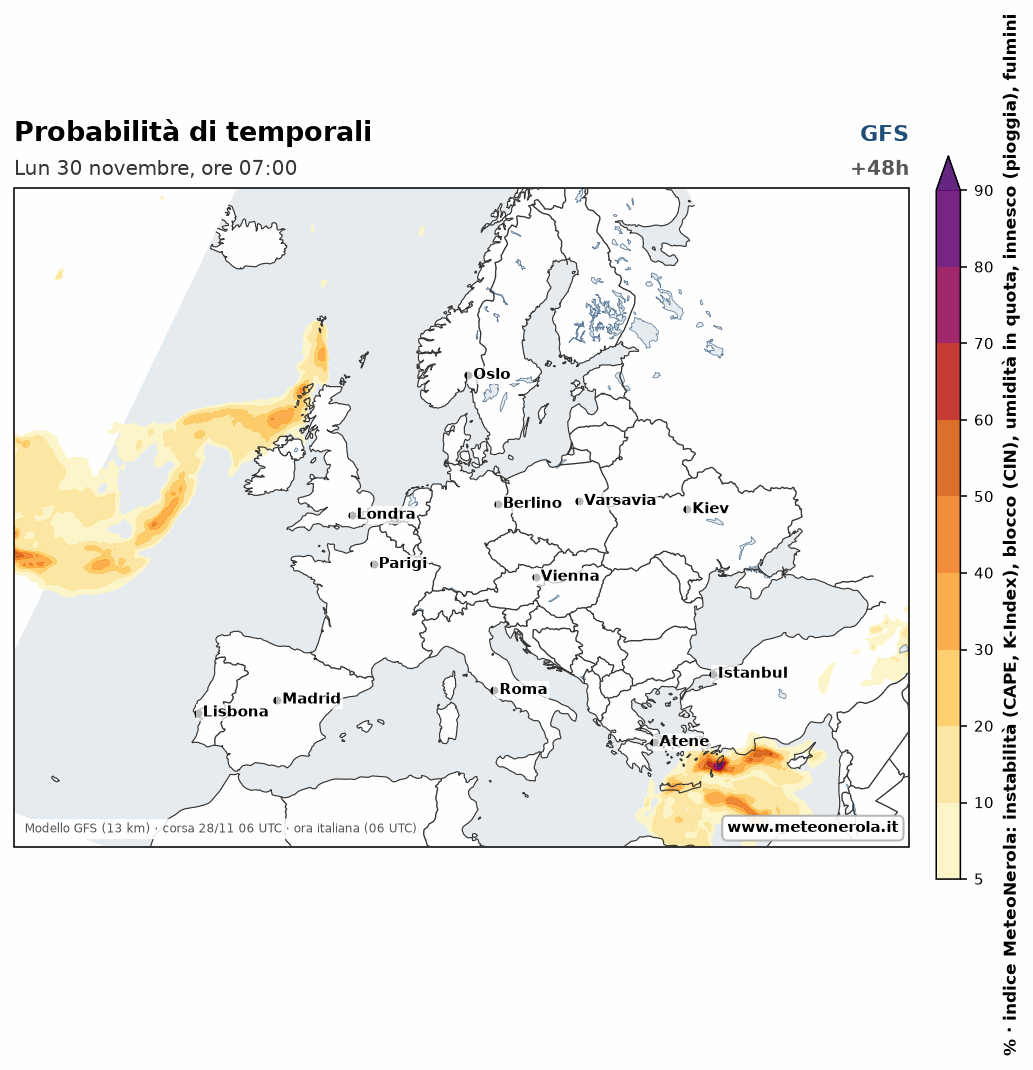 Probabilità di temporali
GFS
Lun 30 novembre, ore 07:00
+48h
Oslo
Berlino
Varsavia
Kiev
Londra
Parigi
Vienna
Istanbul
Roma
Madrid
Lisbona
Atene
Modello GFS (13 km) · corsa 28/11 06 UTC · ora italiana (06 UTC)
www.meteonerola.it
90
80
70
60
50
40
30
20
10
5
% · indice MeteoNerola: instabilità (CAPE, K-Index), blocco (CIN), umidità in quota, innesco (pioggia), fulmini